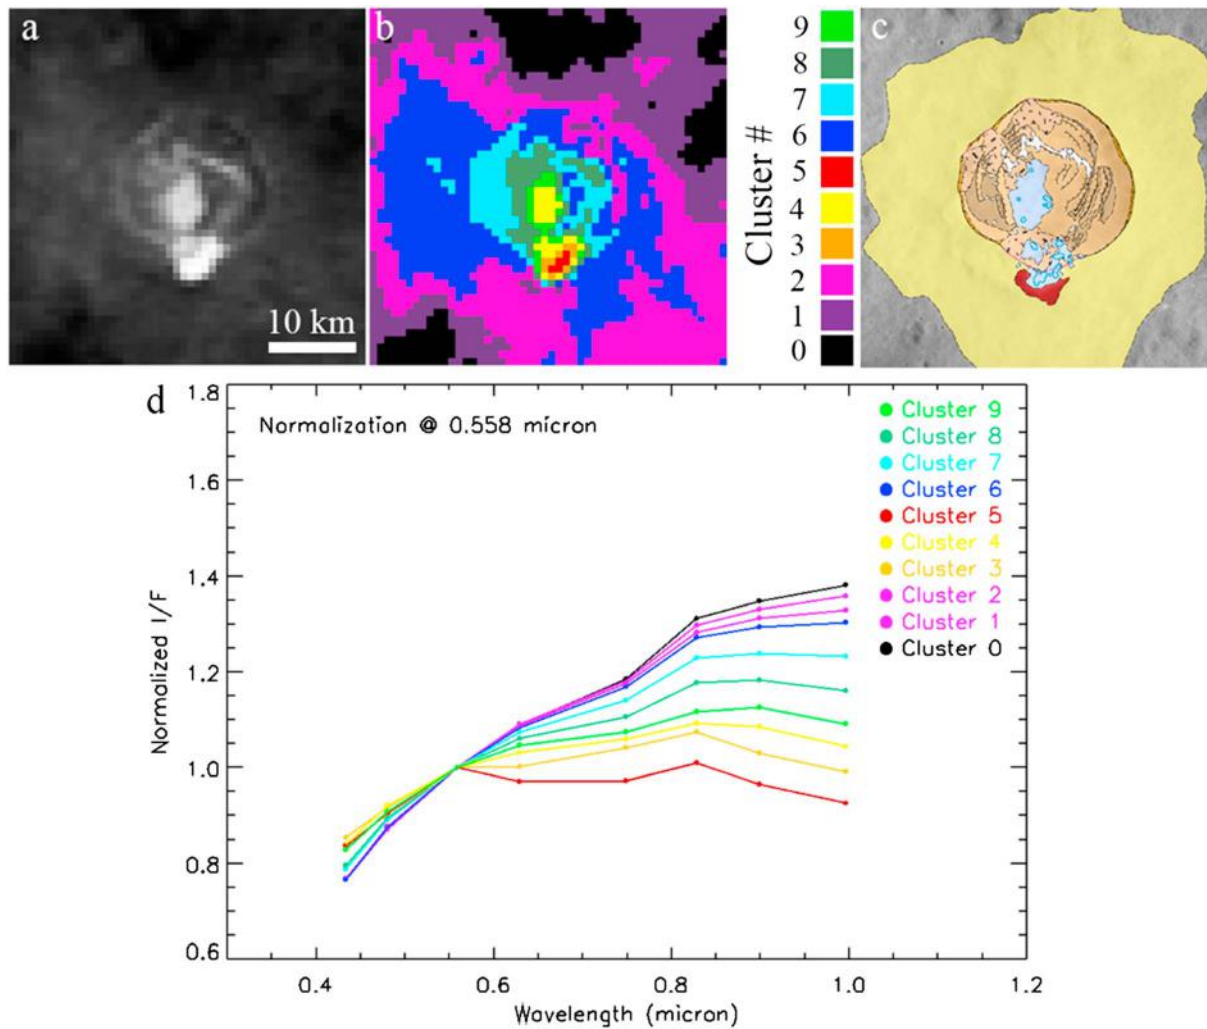 a
10 km
b
Cluster #
9
8
7
6
5
4
3
2
1
0
c
d
Normalization @ 0.558 micron
Cluster 9
Cluster 8
Cluster 7
Cluster 6
Cluster 5
Cluster 4
Cluster 3
Cluster 2
Cluster 1
Cluster 0
Normalized I/F
1.8
1.6
1.4
1.2
1.0
0.8
0.6
0.4 0.6 0.8 1.0 1.2
Wavelength (micron)